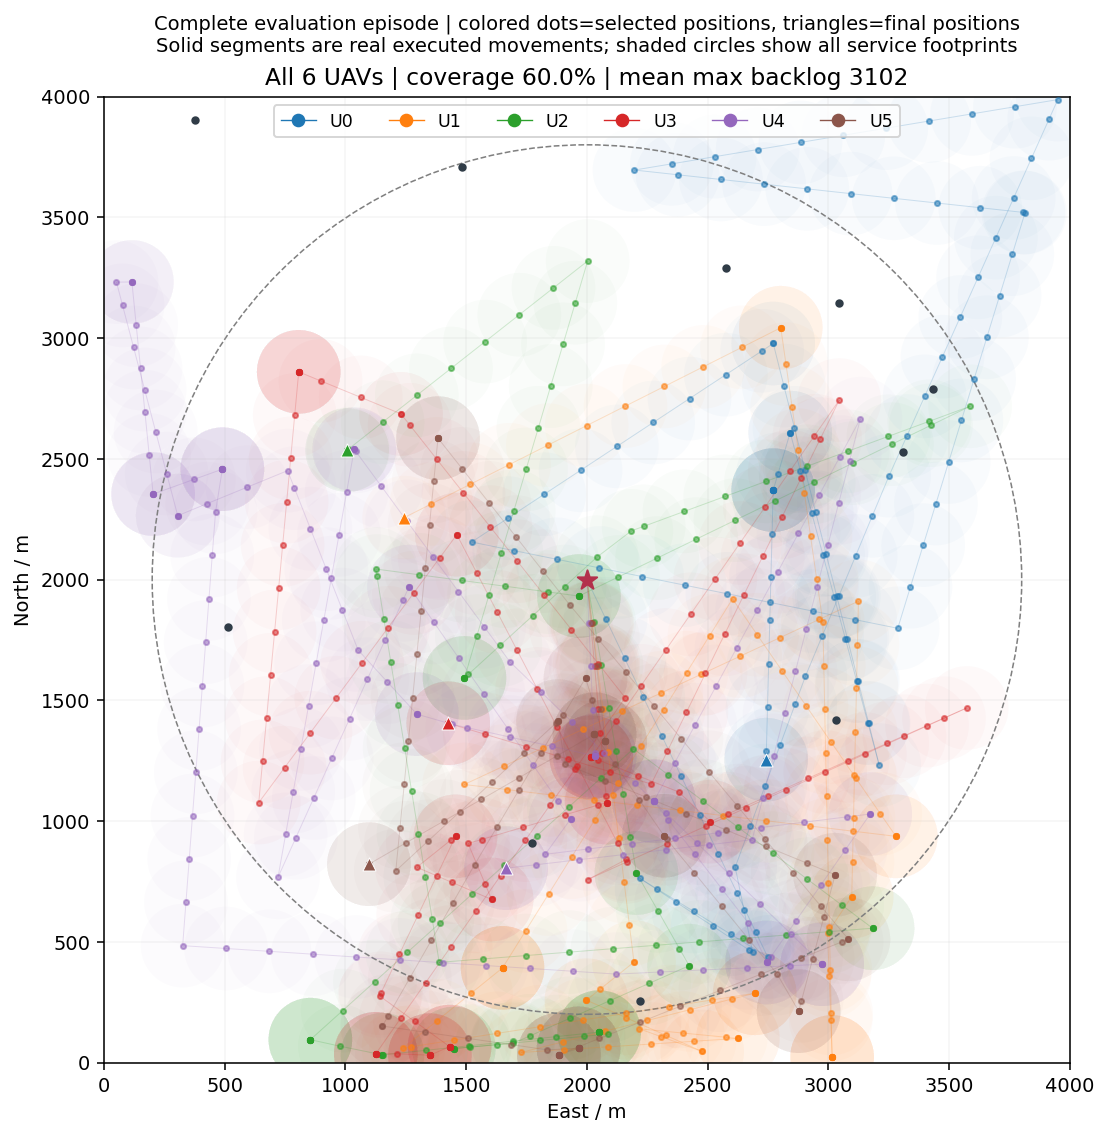 Complete evaluation episode | colored dots=selected positions, triangles=final positions
Solid segments are real executed movements; shaded circles show all service footprints
All 6 UAVs | coverage 60.0% | mean max backlog 3102
U0 U1 U2 U3 U4 U5
4000
3500
3000
2500
2000
1500
1000
500
0
North / m
0 500 1000 1500 2000 2500 3000 3500 4000
East / m